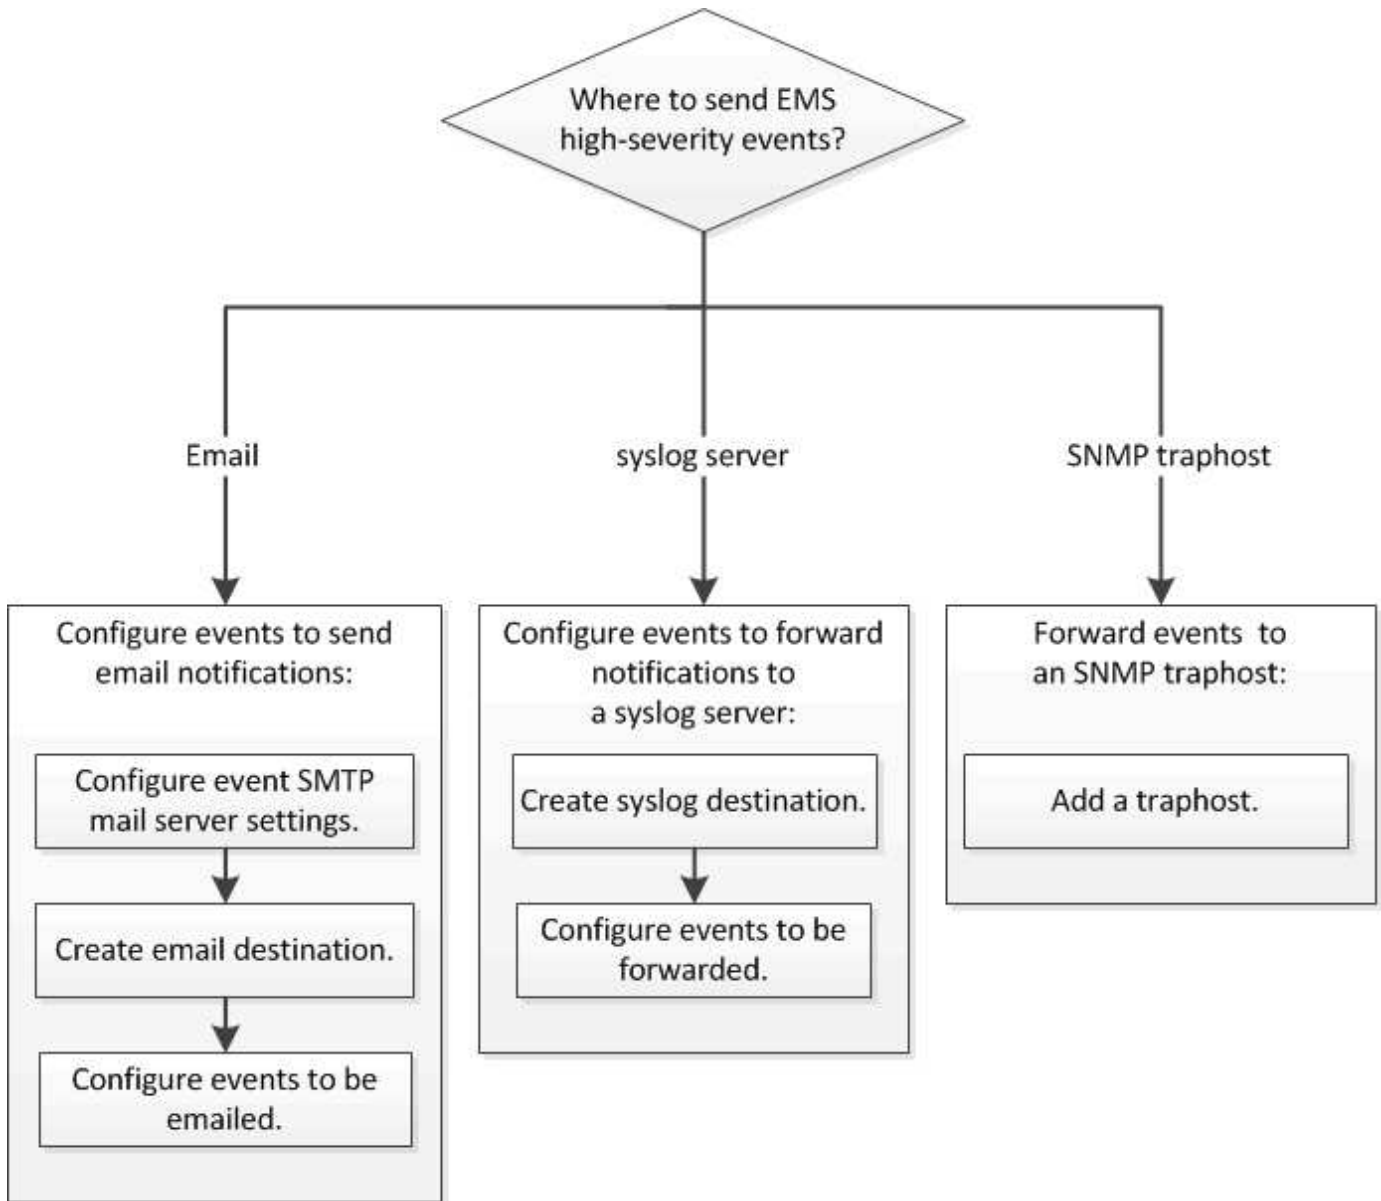 Where to send EMS
high-severity events?
Email
syslog server
SNMP traphost
Configure events to send
email notifications:
Configure event SMTP
mail server settings.
Create email destination.
Configure events to be
emailed.
Configure events to forward
notifications to
a syslog server:
Create syslog destination.
Configure events to be
forwarded.
Forward events to
an SNMP traphost:
Add a traphost.